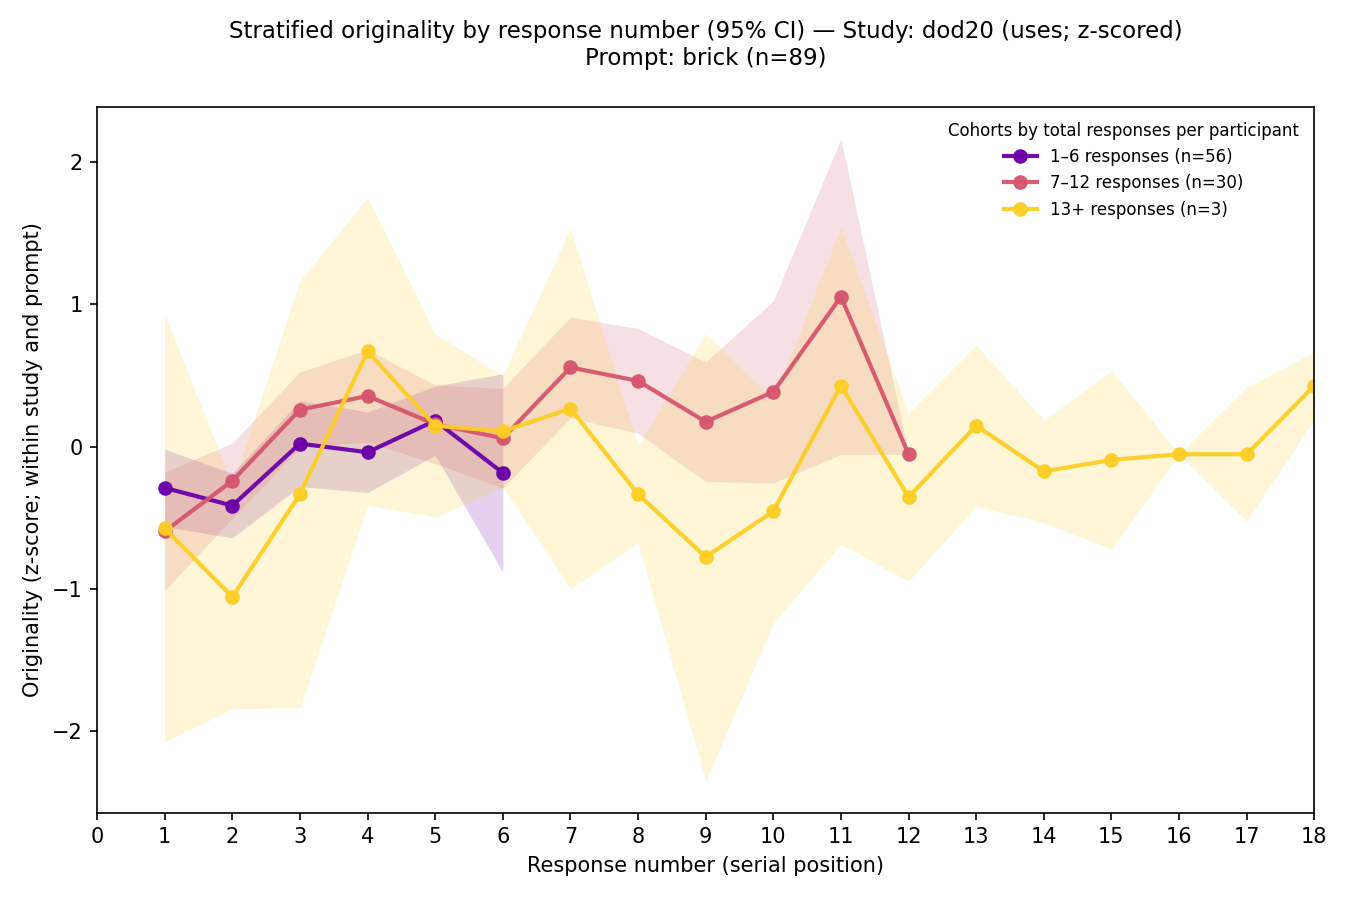 Stratified originality by response number (95% CI) — Study: dod20 (uses; z-scored)
Prompt: brick (n=89)
Cohorts by total responses per participant
1–6 responses (n=56)
7–12 responses (n=30)
13+ responses (n=3)
Originality (z-score; within study and prompt)
2
1
0
−1
−2
0 1 2 3 4 5 6 7 8 9 10 11 12 13 14 15 16 17 18
Response number (serial position)